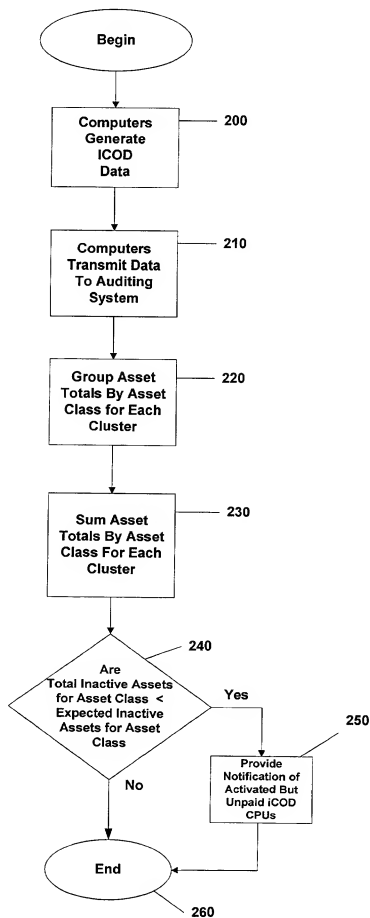 Begin
Computers
Generate
ICOD
Data
200
Computers
Transmit Data
To Auditing
System
210
Group Asset
Totals By Asset
Class for Each
Cluster
220
Sum Asset
Totals By Asset
Class For Each
Cluster
230
Are
Total Inactive Assets
for Asset Class <
Expected Inactive
Assets for Asset
Class
240
Yes
No
Provide
Notification of
Activated But
Unpaid iCOD
CPUs
250
End
260